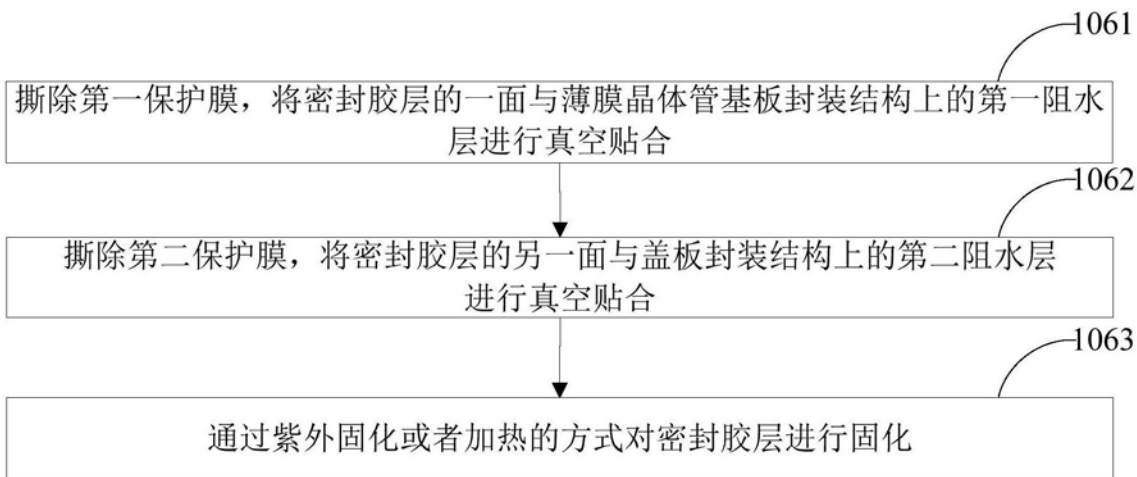 1061
撕除第一保护膜，将密封胶层的一面与薄膜晶体管基板封装结构上的第一阻水
层进行真空贴合
1062
撕除第二保护膜，将密封胶层的另一面与盖板封装结构上的第二阻水层
进行真空贴合
1063
通过紫外固化或者加热的方式对密封胶层进行固化